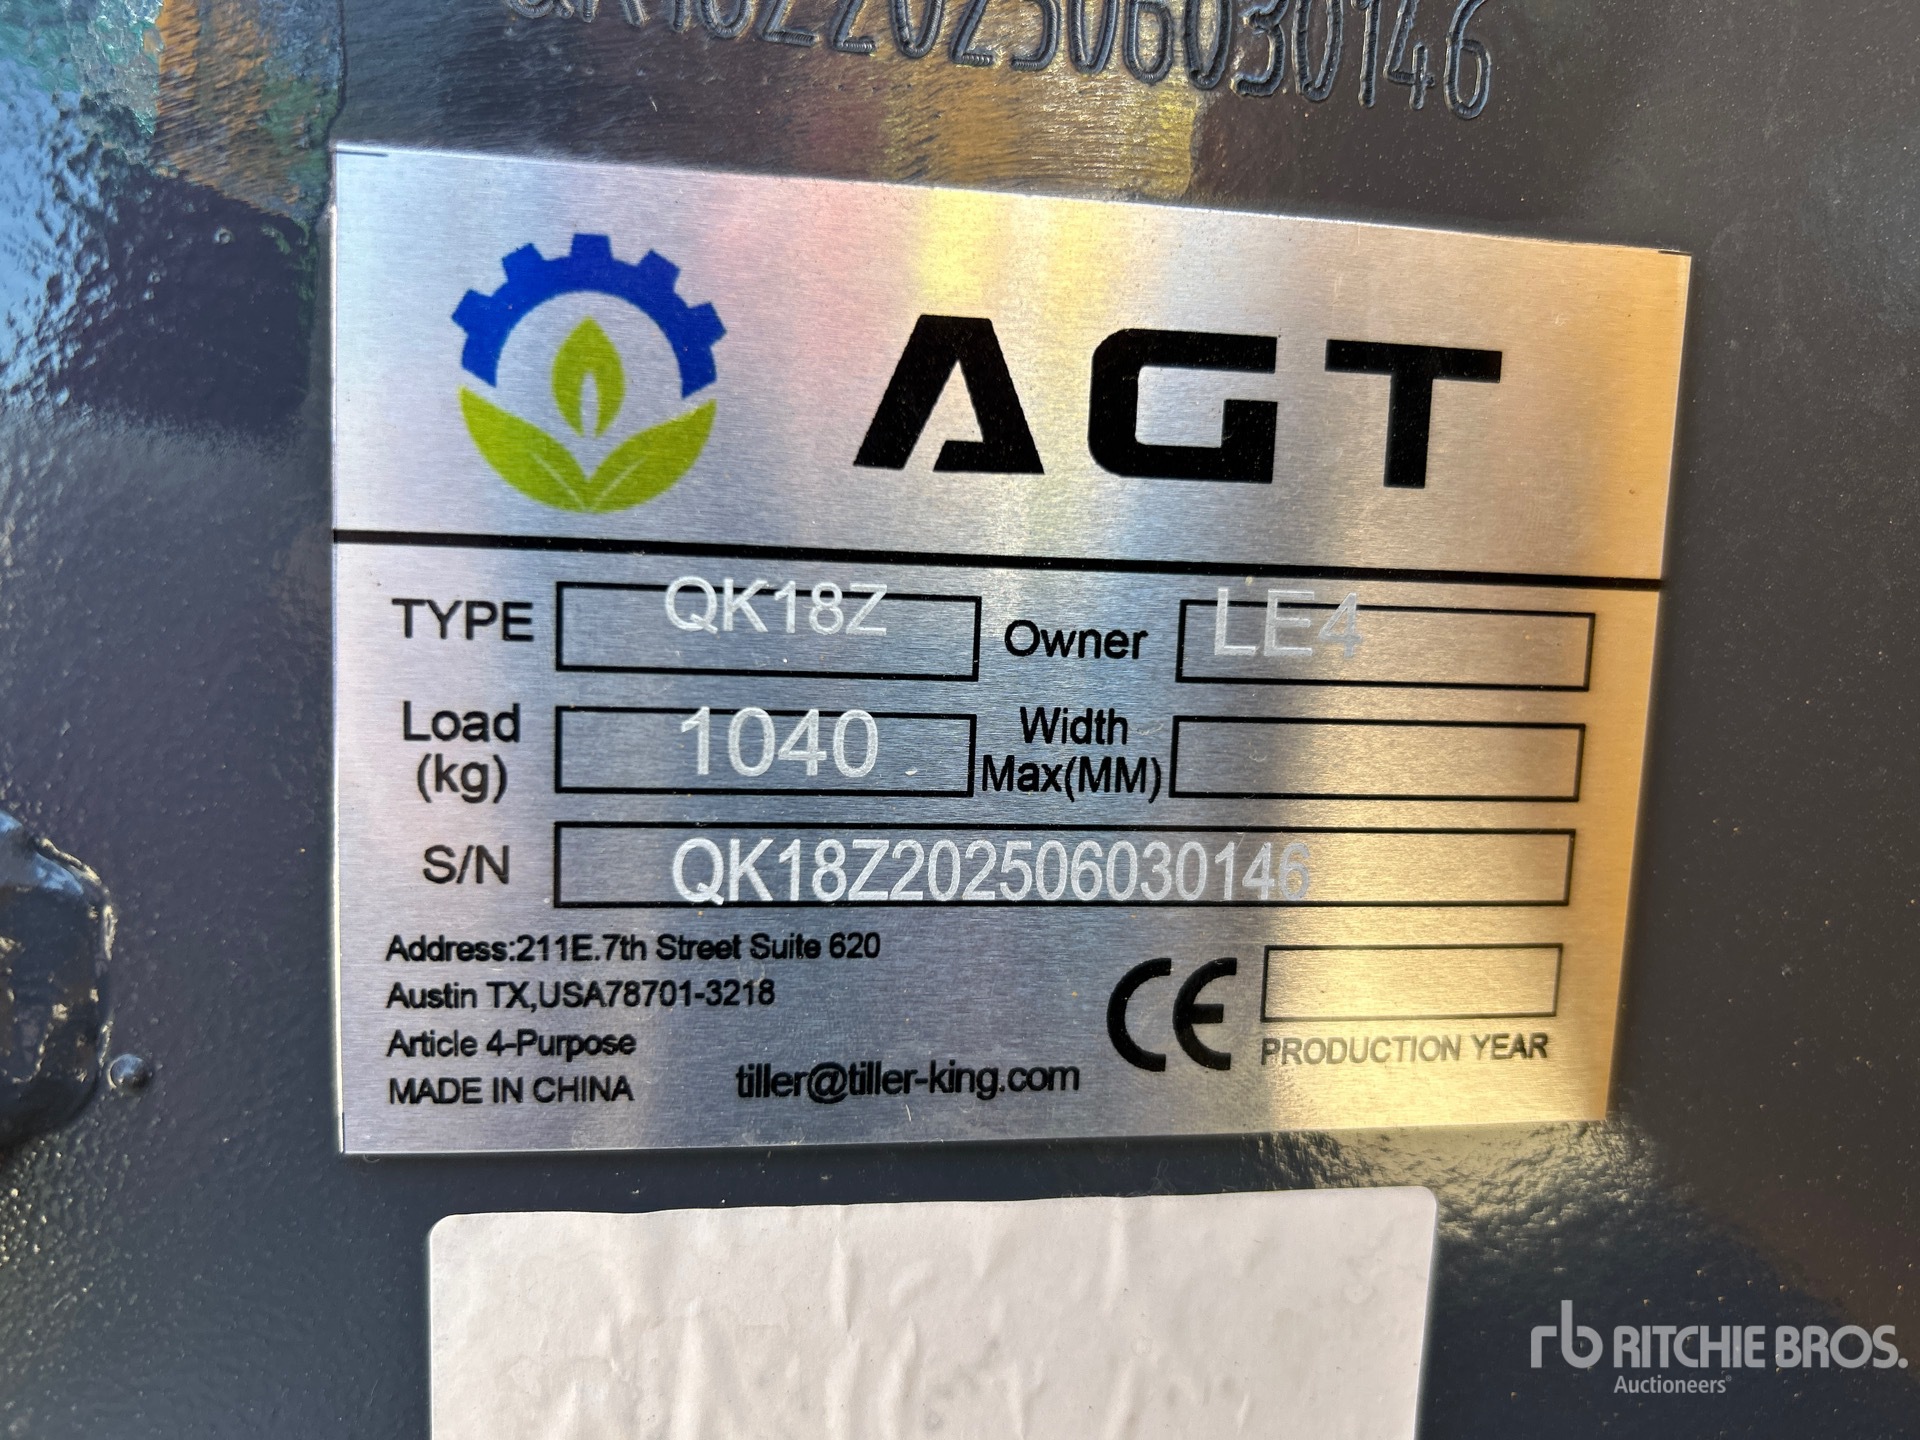 QK18Z202506030146
AGT
TYPE QK18Z Owner LE4
Load (kg) 1040 Width Max(MM)
S/N QK18Z202506030146
Address:211E.7th Street Suite 620
Austin TX,USA78701-3218
Article 4-Purpose
MADE IN CHINA
tiller@tiller-king.com
CE
PRODUCTION YEAR
rb RITCHIE BROS.
Auctioneers